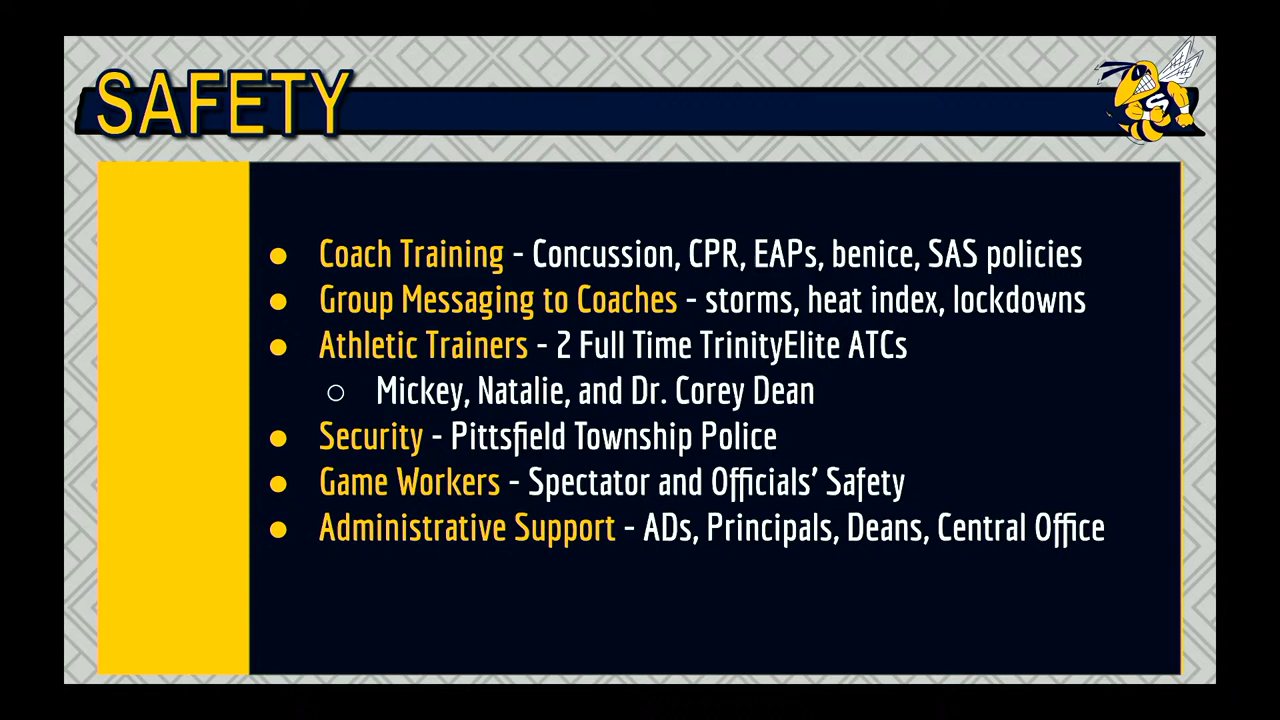 SAFETY
● Coach Training - Concussion, CPR, EAPs, benice, SAS policies
● Group Messaging to Coaches - storms, heat index, lockdowns
● Athletic Trainers - 2 Full Time TrinityElite ATCs
○ Mickey, Natalie, and Dr. Corey Dean
● Security - Pittsfield Township Police
● Game Workers - Spectator and Officials’ Safety
● Administrative Support - ADs, Principals, Deans, Central Office